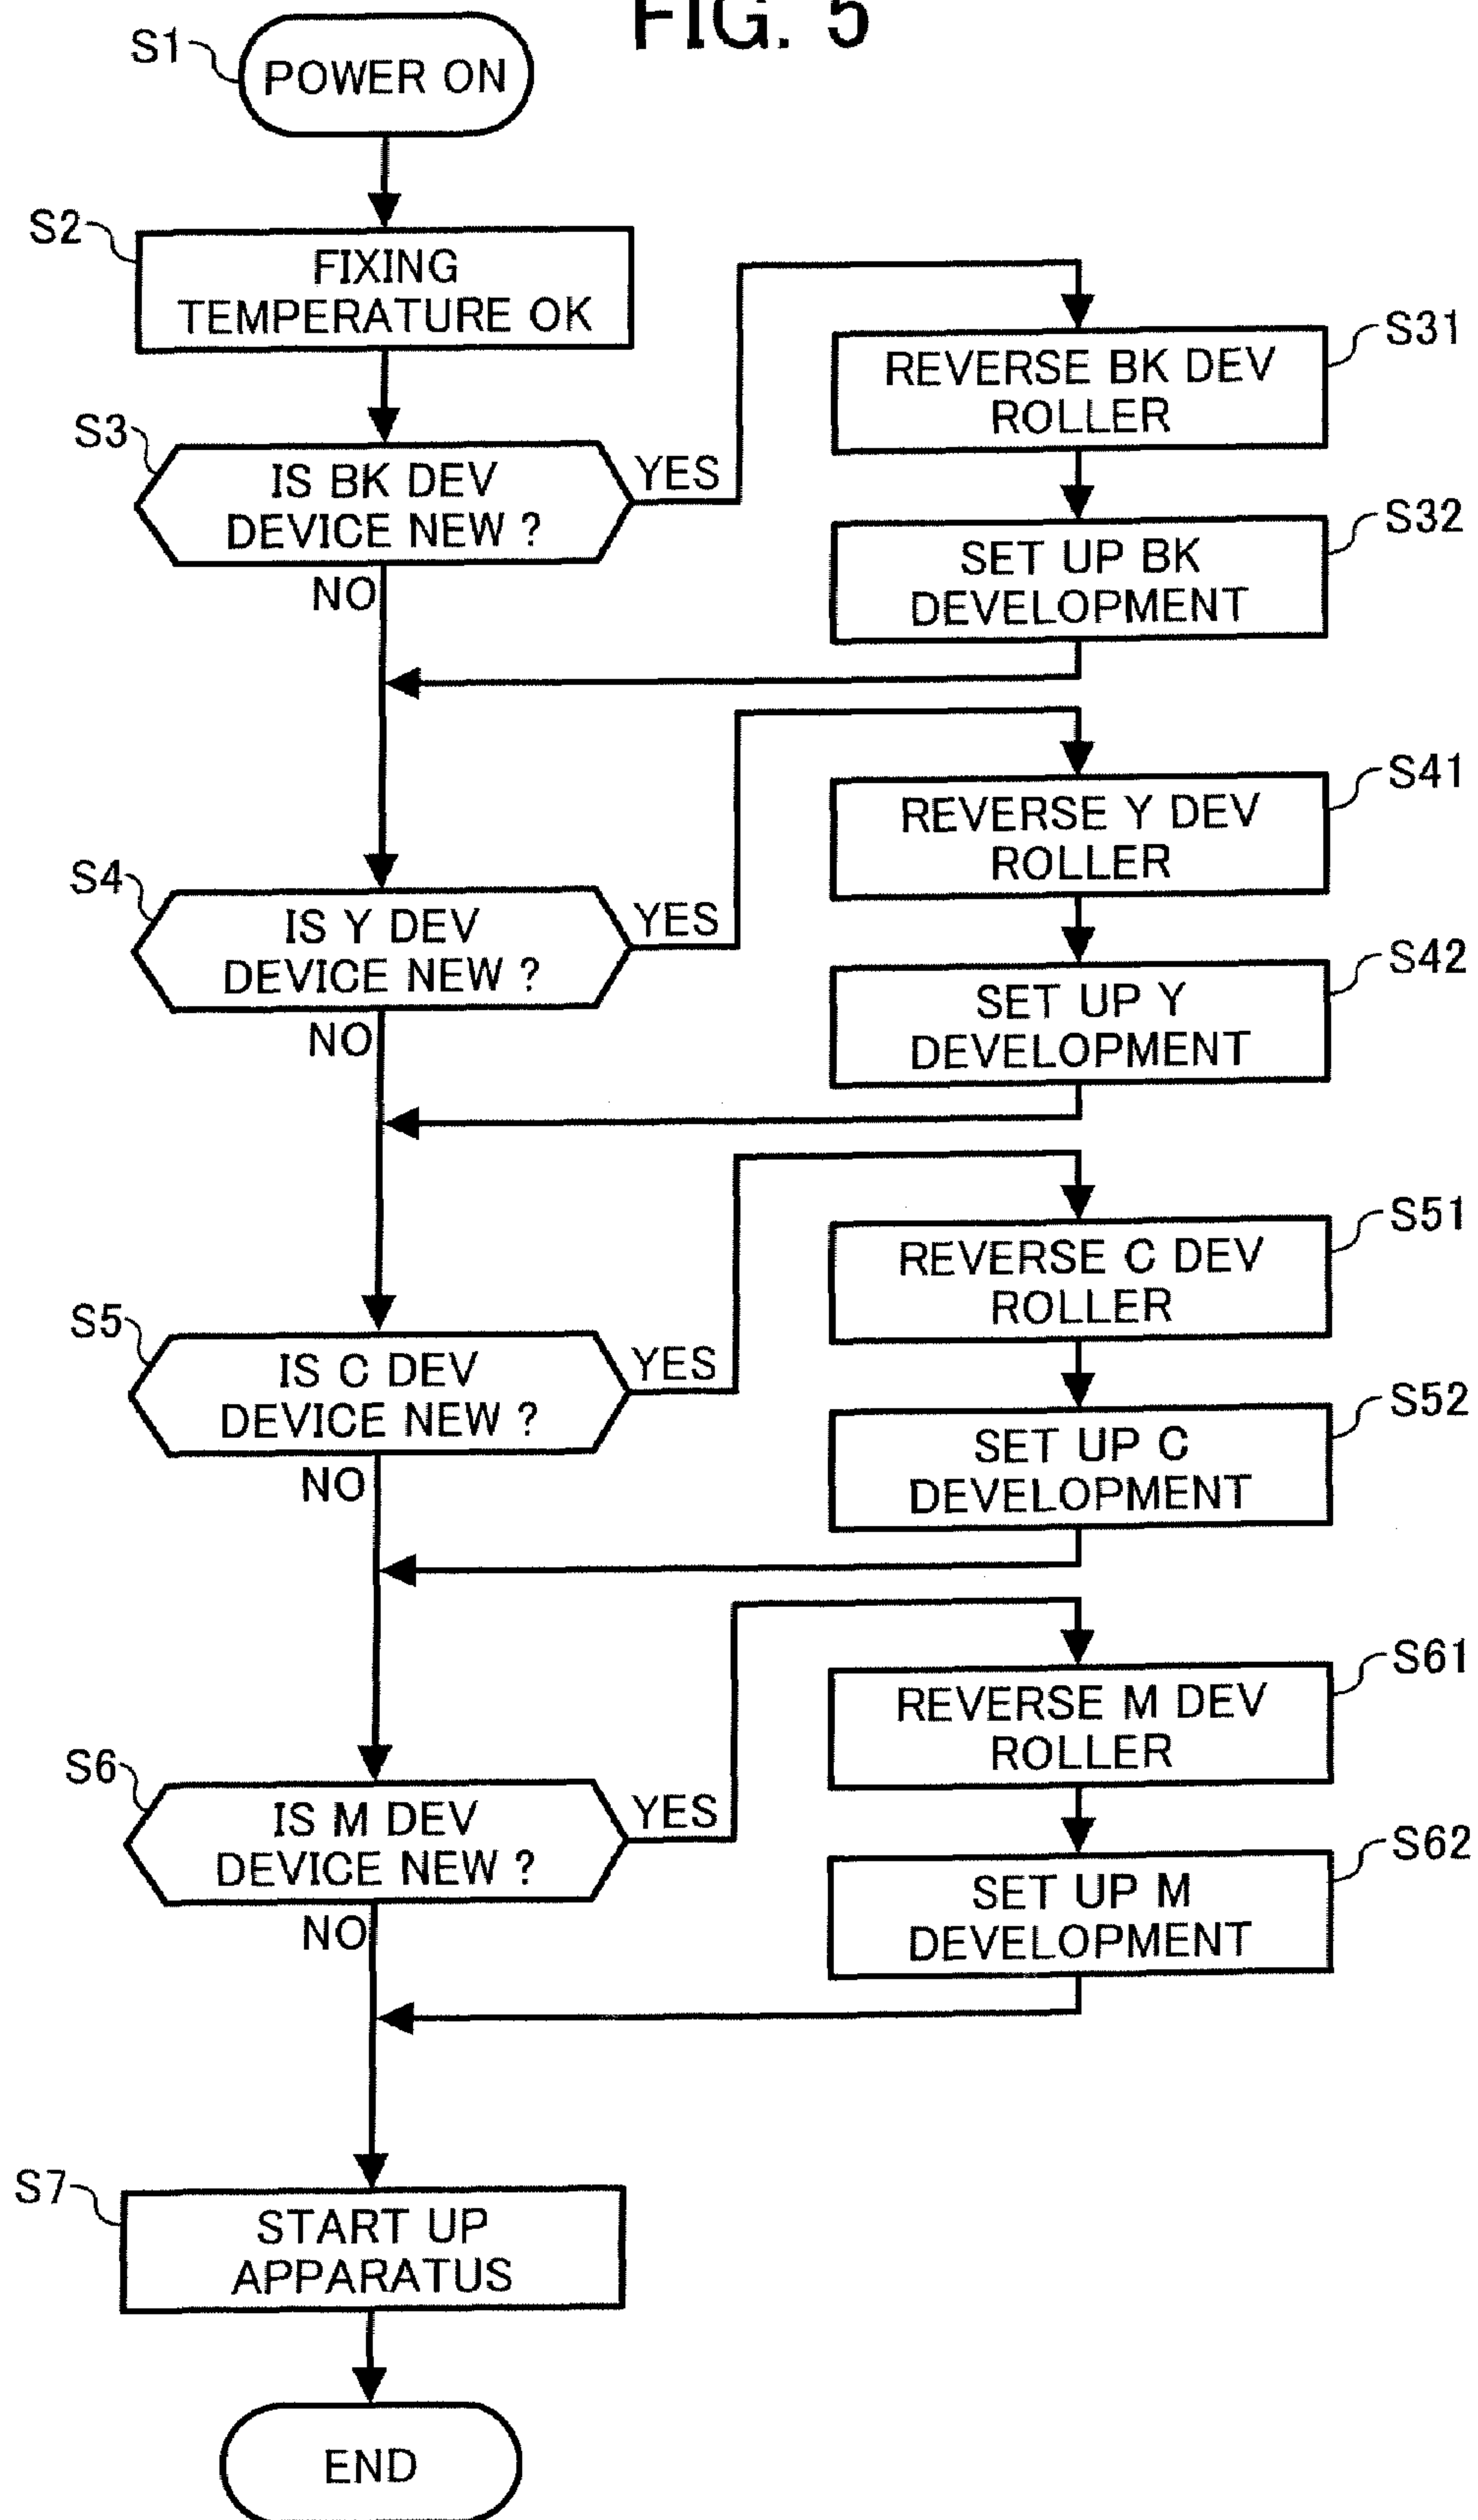 FIG. 5
S1
POWER ON
S2
FIXING
TEMPERATURE OK
S3
IS BK DEV
DEVICE NEW ?
YES
NO
S31
REVERSE BK DEV
ROLLER
S32
SET UP BK
DEVELOPMENT
S4
IS Y DEV
DEVICE NEW ?
YES
NO
S41
REVERSE Y DEV
ROLLER
S42
SET UP Y
DEVELOPMENT
S5
IS C DEV
DEVICE NEW ?
YES
NO
S51
REVERSE C DEV
ROLLER
S52
SET UP C
DEVELOPMENT
S6
IS M DEV
DEVICE NEW ?
YES
NO
S61
REVERSE M DEV
ROLLER
S62
SET UP M
DEVELOPMENT
S7
START UP
APPARATUS
END